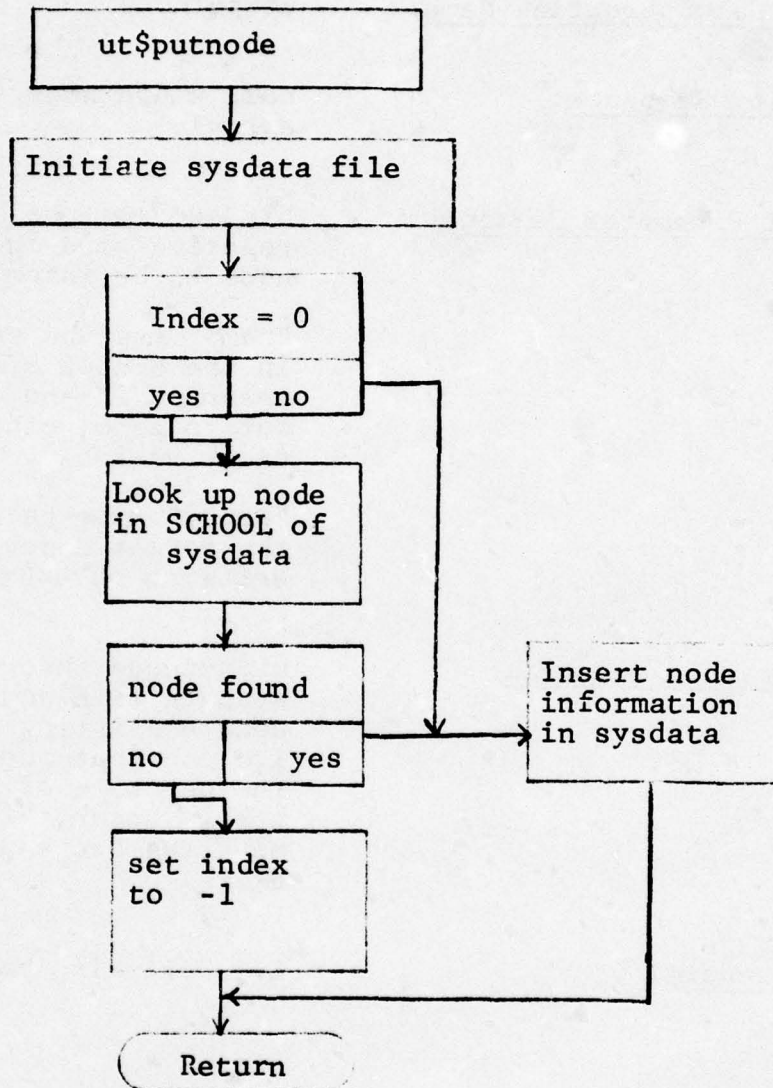 ut$putnode
Initiate sysdata file
Index = 0
yes no
Look up node
in SCHOOL of
sysdata
node found
no yes
Insert node
information
in sysdata
set index
to -1
Return